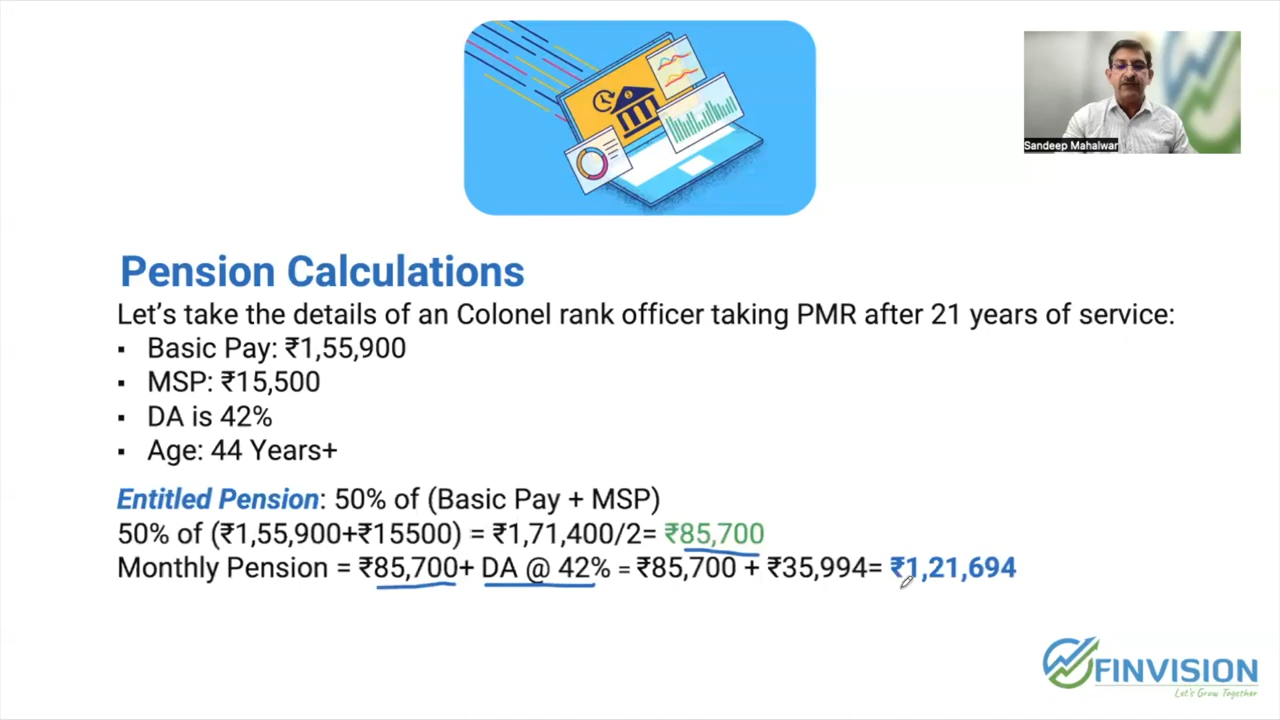 Sandeep Mahalwar
Pension Calculations
Let's take the details of an Colonel rank officer taking PMR after 21 years of service:
▪ Basic Pay: ₹1,55,900
▪ MSP: ₹15,500
▪ DA is 42%
▪ Age: 44 Years+
Entitled Pension: 50% of (Basic Pay + MSP)
50% of (₹1,55,900+₹15500) = ₹1,71,400/2= ₹85,700
Monthly Pension = ₹85,700+ DA @ 42% = ₹85,700 + ₹35,994= ₹1,21,694
FINVISION
Let's Grow Together